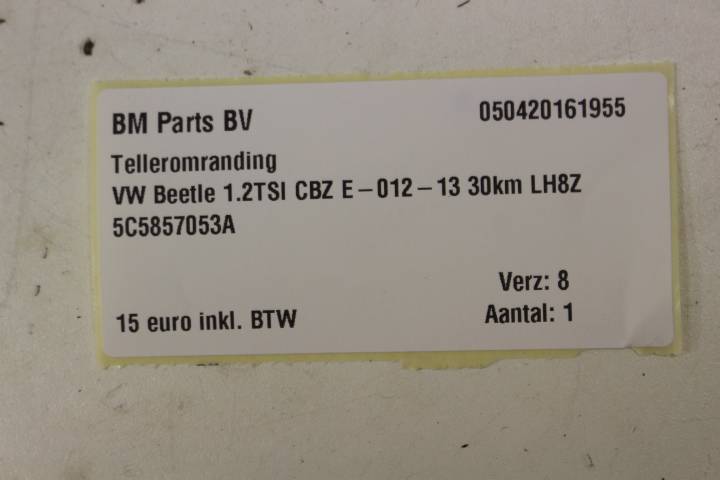 BM Parts BV 050420161955
Telleromranding
VW Beetle 1.2TSI CBZ E-012-13 30km LH8Z
5C5857053A
Verz: 8
15 euro inkl. BTW Aantal: 1